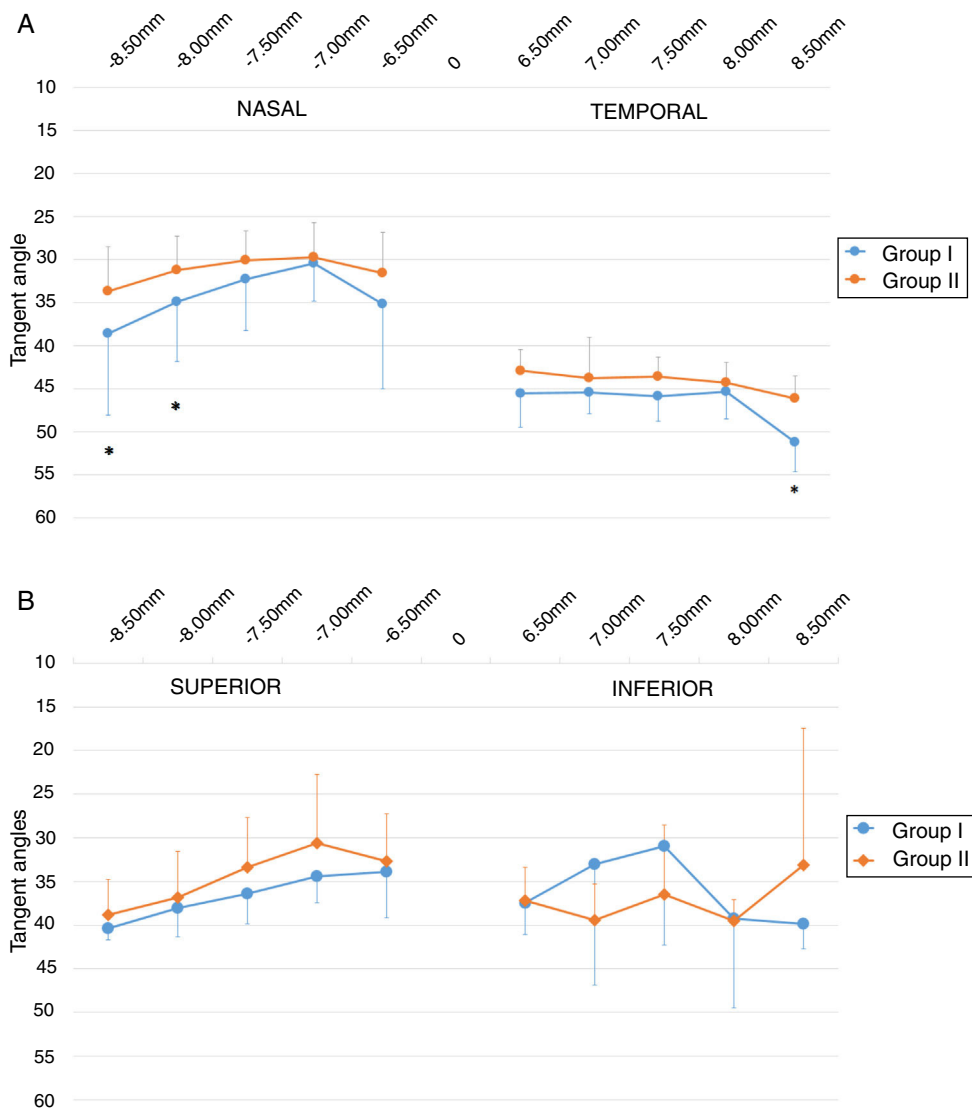 A
-8.50mm -8.00mm -7.50mm -7.00mm -6.50mm 0 6.50mm 7.00mm 7.50mm 8.00mm 8.50mm
10
NASAL TEMPORAL
15
20
25
30
35
40
45
50
55
60
Tangent angle
Group I
Group II
*
*
*
B
-8.50mm -8.00mm -7.50mm -7.00mm -6.50mm 0 6.50mm 7.00mm 7.50mm 8.00mm 8.50mm
10
SUPERIOR INFERIOR
15
20
25
30
35
40
45
50
55
60
Tangent angles
Group I
Group II